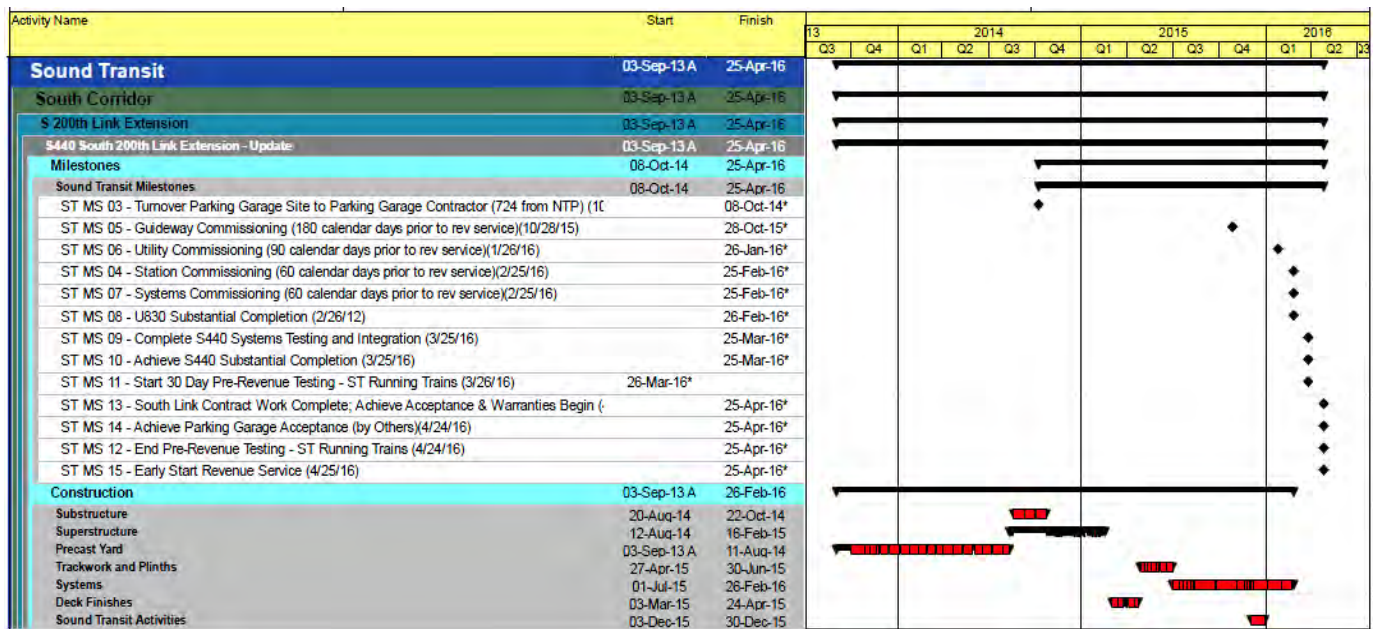 Activity Name Start Finish
13 2014 2015 2016
Q3 Q4 Q1 Q2 Q3 Q4 Q1 Q2 Q3 Q4 Q1 Q2 Q3
Sound Transit 03-Sep-13 A 25-Apr-16
South Corridor 03-Sep-13 A 25-Apr-16
S 200th Link Extension 03-Sep-13 A 25-Apr-16
S440 South 200th Link Extension - Update 03-Sep-13 A 25-Apr-16
Milestones 08-Oct-14 25-Apr-16
Sound Transit Milestones 08-Oct-14 25-Apr-16
ST MS 03 - Turnover Parking Garage Site to Parking Garage Contractor (724 from NTP) (10 08-Oct-14*
ST MS 05 - Guideway Commissioning (180 calendar days prior to rev service)(10/28/15) 28-Oct-15*
ST MS 06 - Utility Commissioning (90 calendar days prior to rev service)(1/26/16) 26-Jan-16*
ST MS 04 - Station Commissioning (60 calendar days prior to rev service)(2/25/16) 25-Feb-16*
ST MS 07 - Systems Commissioning (60 calendar days prior to rev service)(2/25/16) 25-Feb-16*
ST MS 08 - U830 Substantial Completion (2/26/12) 26-Feb-16*
ST MS 09 - Complete S440 Systems Testing and Integration (3/25/16) 25-Mar-16*
ST MS 10 - Achieve S440 Substantial Completion (3/25/16) 25-Mar-16*
ST MS 11 - Start 30 Day Pre-Revenue Testing - ST Running Trains (3/26/16) 26-Mar-16*
ST MS 13 - South Link Contract Work Complete; Achieve Acceptance & Warranties Begin ( 25-Apr-16*
ST MS 14 - Achieve Parking Garage Acceptance (by Others)(4/24/16) 25-Apr-16*
ST MS 12 - End Pre-Revenue Testing - ST Running Trains (4/24/16) 25-Apr-16*
ST MS 15 - Early Start Revenue Service (4/25/16) 25-Apr-16*
Construction 03-Sep-13 A 26-Feb-16
Substructure 20-Aug-14 22-Oct-14
Superstructure 12-Aug-14 16-Feb-15
Precast Yard 03-Sep-13 A 11-Aug-14
Trackwork and Plinths 27-Apr-15 30-Jun-15
Systems 01-Jul-15 26-Feb-16
Deck Finishes 03-Mar-15 24-Apr-15
Sound Transit Activities 03-Dec-15 30-Dec-15